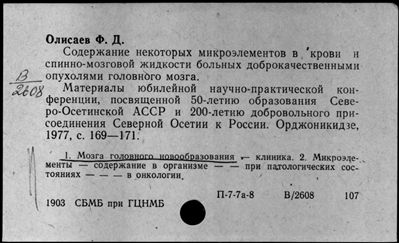 Олисаев Ф. Д.
Содержание некоторых микроэлементов в крови и
спинно-мозговой жидкости больных доброкачественными
опухолями головного мозга.
В
2608
Материалы юбилейной научно-практической кон-
ференции, посвященной 50-летию образования Севе-
ро-Осетинской АССР и 200-летию добровольного при-
соединения Северной Осетии к России. Орджоникидзе,
1977, с. 169—171.
1. Мозга головного новообразования — клиника. 2. Микроэле-
менты — содержание в организме — — при патологических сос-
тояниях — — — в онкологии.
П-7-7а-8 В/2608 107
1903 СБМБ при ГЦНМБ